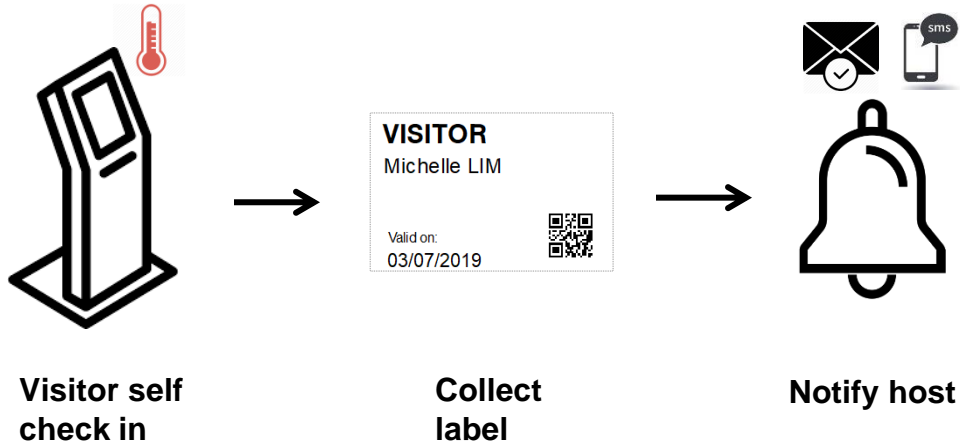 sms
VISITOR
Michelle LIM
Valid on:
03/07/2019
Visitor self
check in
Collect
label
Notify host